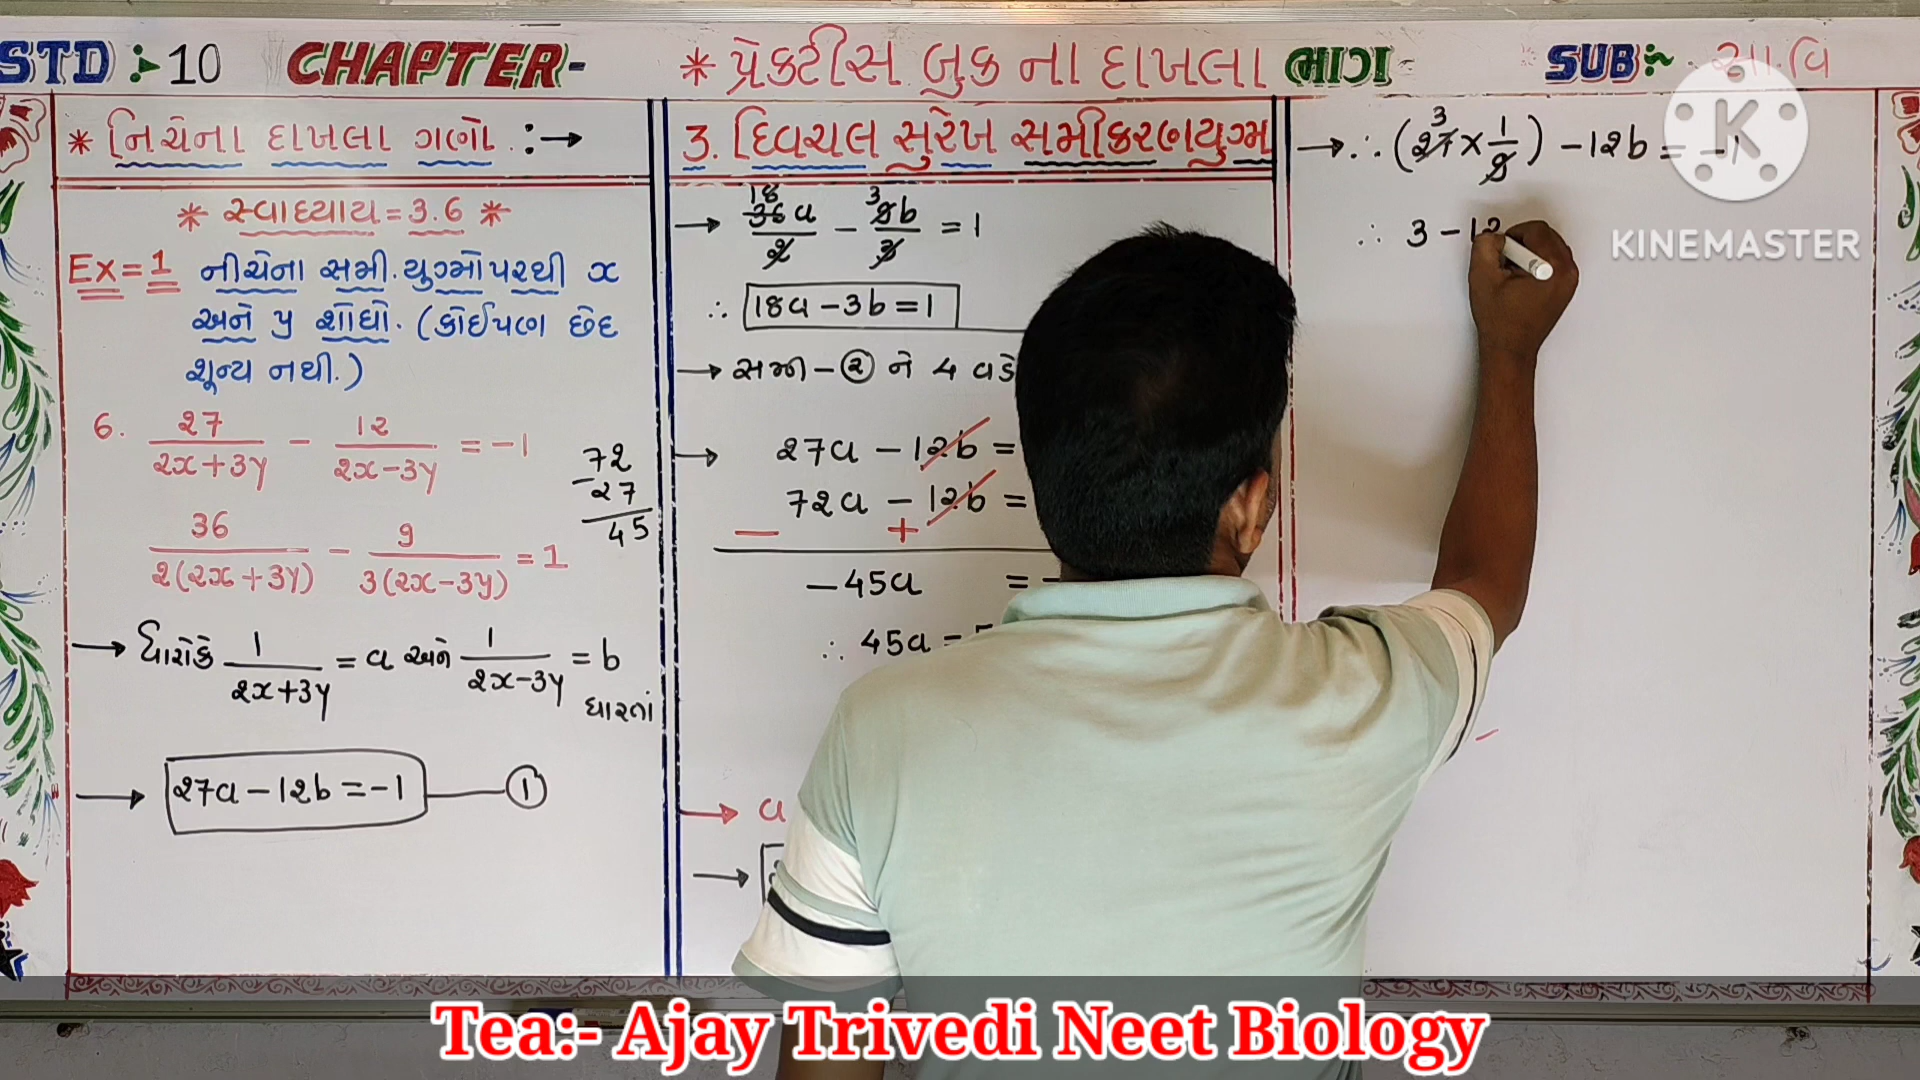 STD :- 10 CHAPTER:- * પ્રેકટીસ બુક ના દાખલા ભાગ:- SUB:~ સા.વિ
* નિચેના દાખલા ગણો. :→
* સ્વાધ્યાય = 3.6 *
Ex = 1 નીચેના સમી. યુગ્મો પરથી x
અને y શોધો. (કોઈપણ છેદ
શૂન્ય નથી.)
6. 27/(2x+3y) - 12/(2x-3y) = -1
36/(2(2x+3y)) - 9/(3(2x-3y)) = 1
72
-27
45
→ ધારોકે 1/(2x+3y) = a અને 1/(2x-3y) = b
ધારતાં
→ 27a - 12b = -1 — ①
3. દ્વિચલ સુરેખ સમીકરણયુગ્મ
→ 18 36a/2 - 3 9b/3 = 1
∴ 18a - 3b = 1
→ સમી - ② ને 4 વડે
→ 27a - 12b =
72a - 12b =
- +
-45a = -
∴ 45a =
→ a
→
→ ∴ (3 27 × 1/9) - 12b = -1
∴ 3 - 12
KINEMASTER
Tea:- Ajay Trivedi Neet Biology